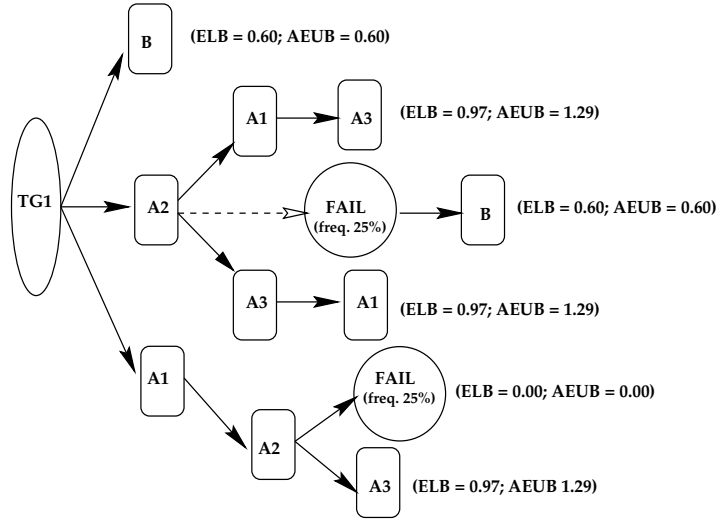 B
(ELB = 0.60; AEUB = 0.60)
A1
A3
(ELB = 0.97; AEUB = 1.29)
TG1
A2
FAIL
(freq. 25%)
B
(ELB = 0.60; AEUB = 0.60)
A3
A1
(ELB = 0.97; AEUB = 1.29)
A1
FAIL
(freq. 25%)
(ELB = 0.00; AEUB = 0.00)
A2
A3
(ELB = 0.97; AEUB 1.29)